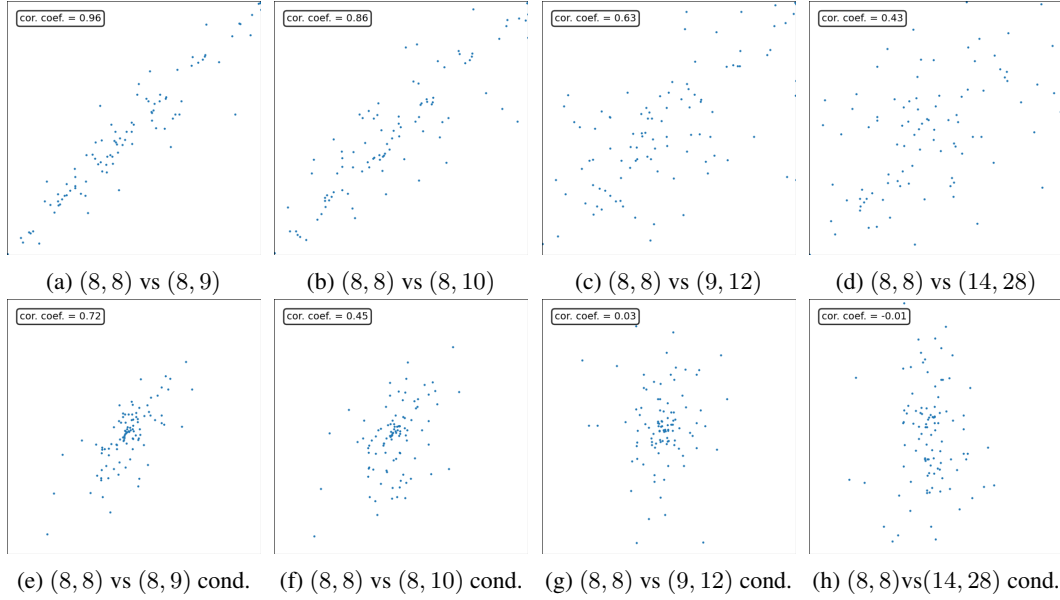 cor. coef. = 0.96
cor. coef. = 0.86
cor. coef. = 0.63
cor. coef. = 0.43
(a) (8, 8) vs (8, 9)
(b) (8, 8) vs (8, 10)
(c) (8, 8) vs (9, 12)
(d) (8, 8) vs (14, 28)
cor. coef. = 0.72
cor. coef. = 0.45
cor. coef. = 0.03
cor. coef. = -0.01
(e) (8, 8) vs (8, 9) cond.
(f) (8, 8) vs (8, 10) cond.
(g) (8, 8) vs (9, 12) cond.
(h) (8, 8)vs(14, 28) cond.